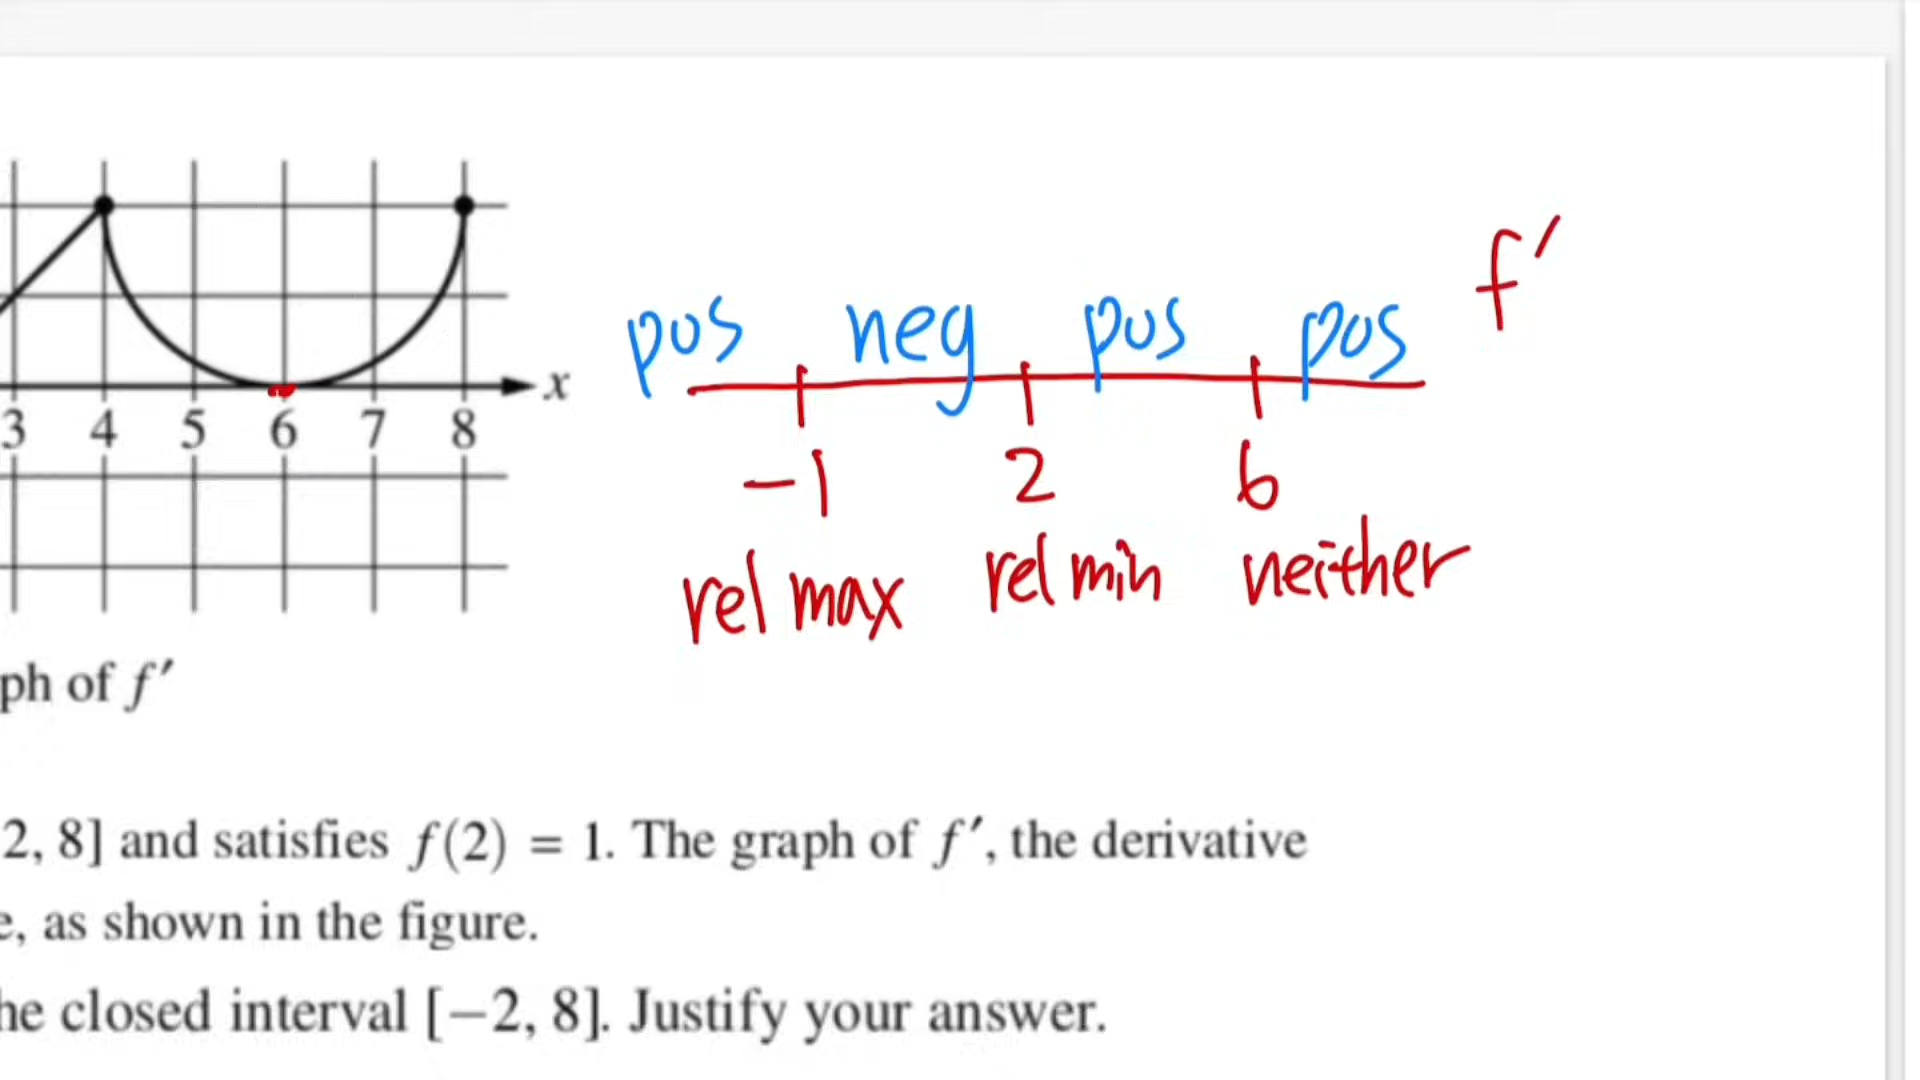 f′
pos neg pos pos
x
3 4 5 6 7 8
-1 2 6
rel max rel min neither
ph of f′
2, 8] and satisfies f(2) = 1. The graph of f′, the derivative
e, as shown in the figure.
he closed interval [−2, 8]. Justify your answer.